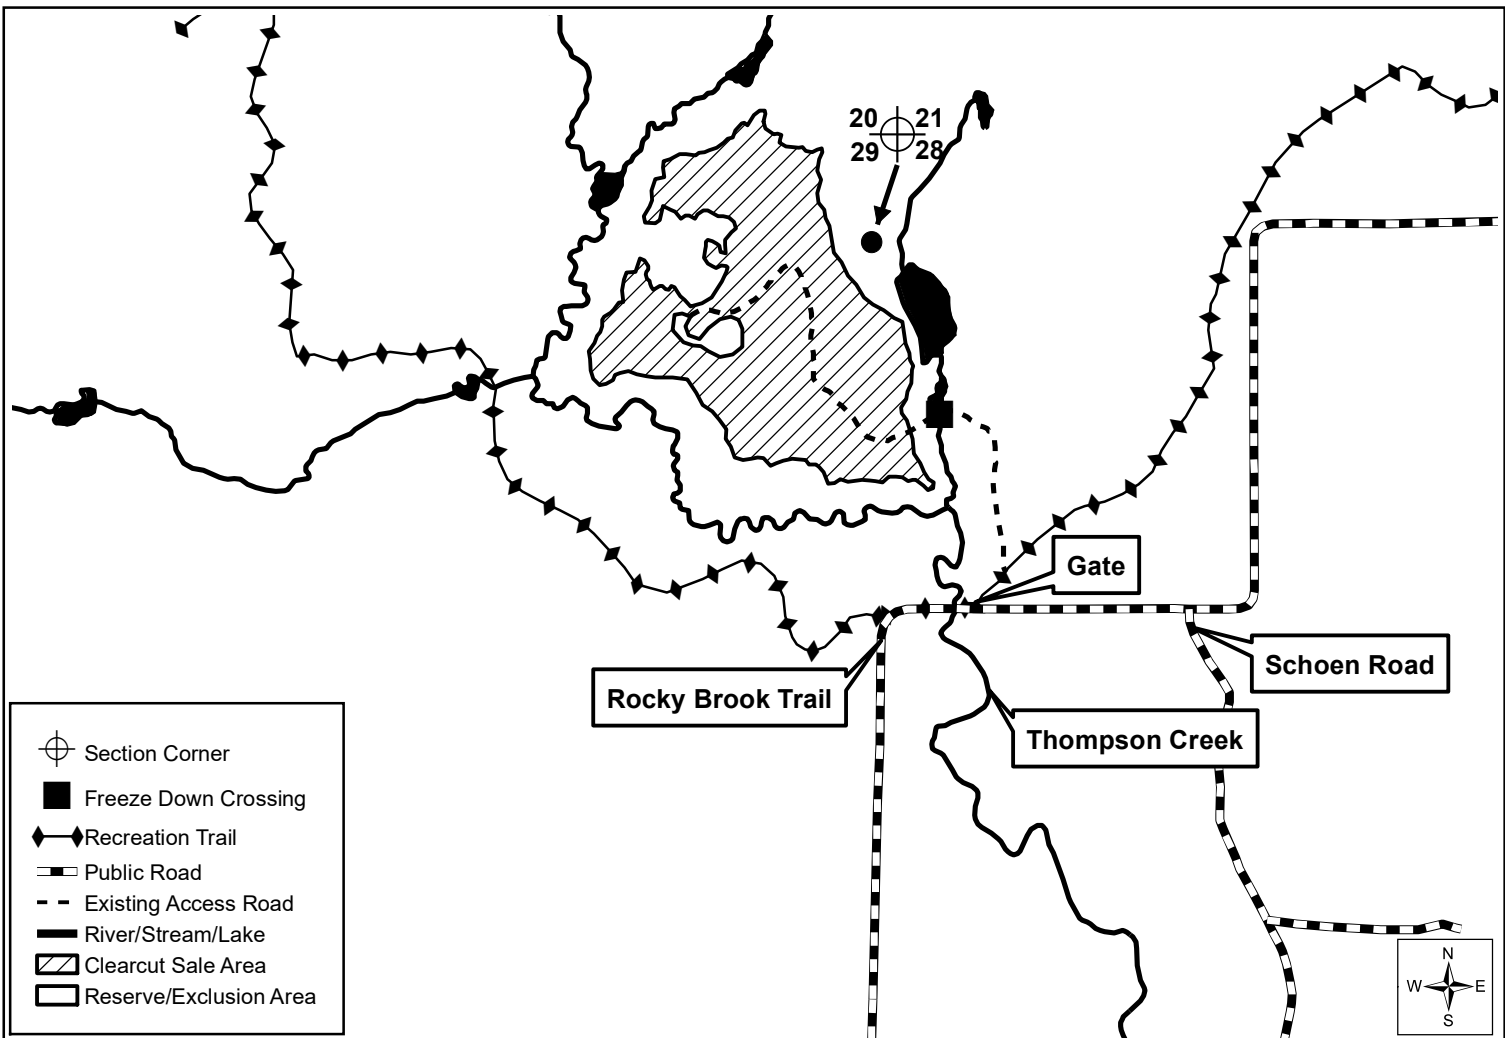 20 21
29 28
Gate
Schoen Road
Rocky Brook Trail
Thompson Creek
Section Corner
Freeze Down Crossing
Recreation Trail
Public Road
Existing Access Road
River/Stream/Lake
Clearcut Sale Area
Reserve/Exclusion Area
N
W E
S